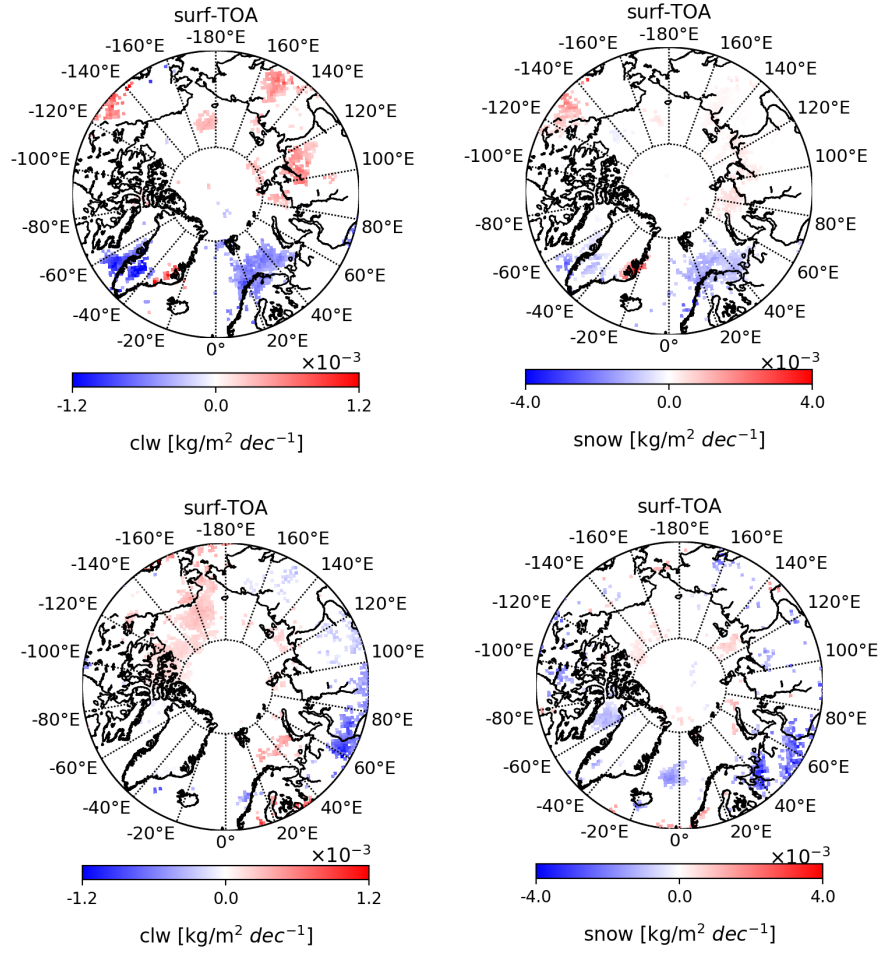 surf-TOA
-180°E
-160°E 160°E
-140°E 140°E
-120°E 120°E
-100°E 100°E
-80°E 80°E
-60°E 60°E
-40°E 40°E
-20°E 0° 20°E
×10⁻³
-1.2 0.0 1.2
clw [kg/m² dec⁻¹]
surf-TOA
-180°E
-160°E 160°E
-140°E 140°E
-120°E 120°E
-100°E 100°E
-80°E 80°E
-60°E 60°E
-40°E 40°E
-20°E 0° 20°E
×10⁻³
-4.0 0.0 4.0
snow [kg/m² dec⁻¹]
surf-TOA
-180°E
-160°E 160°E
-140°E 140°E
-120°E 120°E
-100°E 100°E
-80°E 80°E
-60°E 60°E
-40°E 40°E
-20°E 0° 20°E
×10⁻³
-1.2 0.0 1.2
clw [kg/m² dec⁻¹]
surf-TOA
-180°E
-160°E 160°E
-140°E 140°E
-120°E 120°E
-100°E 100°E
-80°E 80°E
-60°E 60°E
-40°E 40°E
-20°E 0° 20°E
×10⁻³
-4.0 0.0 4.0
snow [kg/m² dec⁻¹]